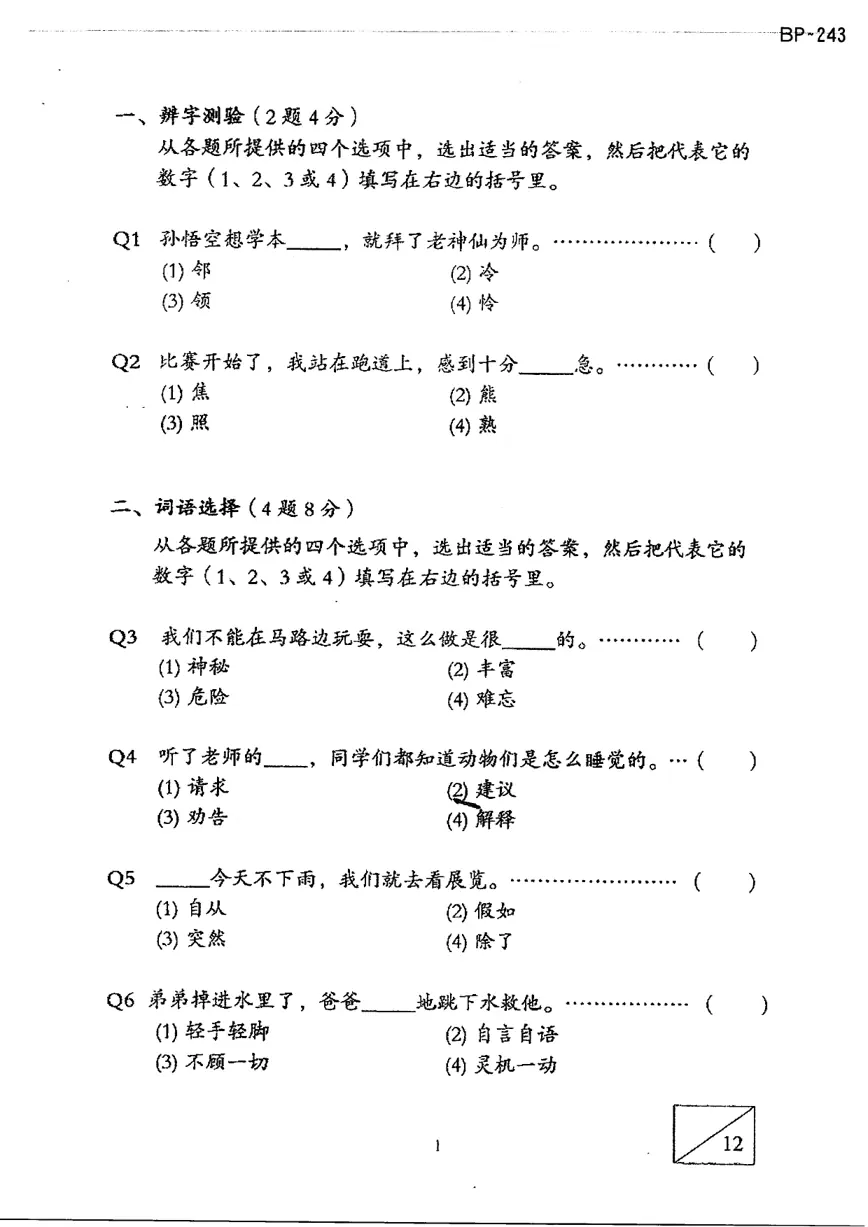 BP-243
一、辨字测验（2题4分）
从各题所提供的四个选项中，选出适当的答案，然后把代表它的
数字（1、2、3或4）填写在右边的括号里。
Q1 孙悟空想学本____，就拜了老神仙为师。…………………… (    )
(1) 邻 (2) 冷
(3) 领 (4) 怜
Q2 比赛开始了，我站在跑道上，感到十分____急。………… (    )
(1) 焦 (2) 熊
(3) 照 (4) 熟
二、词语选择（4题8分）
从各题所提供的四个选项中，选出适当的答案，然后把代表它的
数字（1、2、3或4）填写在右边的括号里。
Q3 我们不能在马路边玩耍，这么做是很____的。………… (    )
(1) 神秘 (2) 丰富
(3) 危险 (4) 难忘
Q4 听了老师的____，同学们都知道动物们是怎么睡觉的。… (    )
(1) 请求 (2) 建议
(3) 劝告 (4) 解释
Q5 ____今天不下雨，我们就去看展览。…………………… (    )
(1) 自从 (2) 假如
(3) 突然 (4) 除了
Q6 弟弟掉进水里了，爸爸____地跳下水救他。……………… (    )
(1) 轻手轻脚 (2) 自言自语
(3) 不顾一切 (4) 灵机一动
1
12